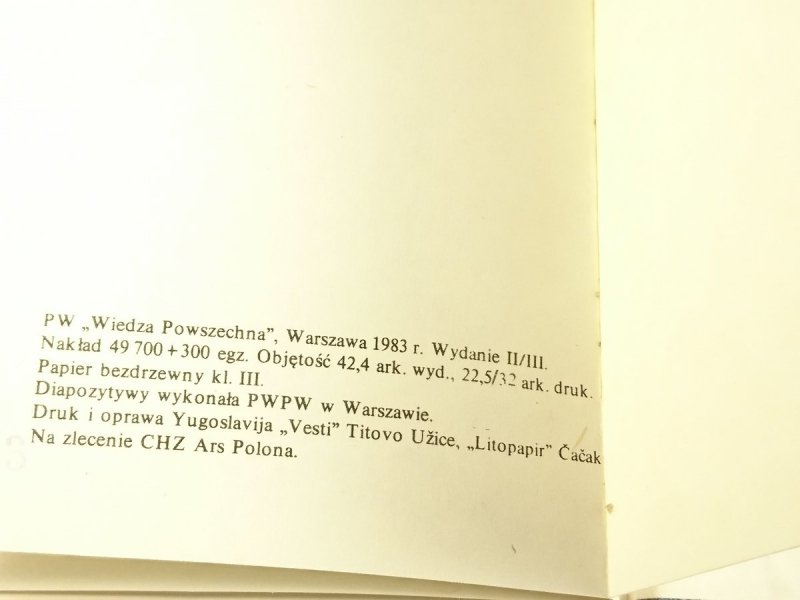 PW „Wiedza Powszechna”, Warszawa 1983 r. Wydanie II/III.
Nakład 49 700 + 300 egz. Objętość 42,4 ark. wyd., 22,5/32 ark. druk.
Papier bezdrzewny kl. III.
Diapozytywy wykonała PWPW w Warszawie.
Druk i oprawa Yugoslavija „Vesti” Titovo Užice, „Litopapir” Čačak
Na zlecenie CHZ Ars Polona.